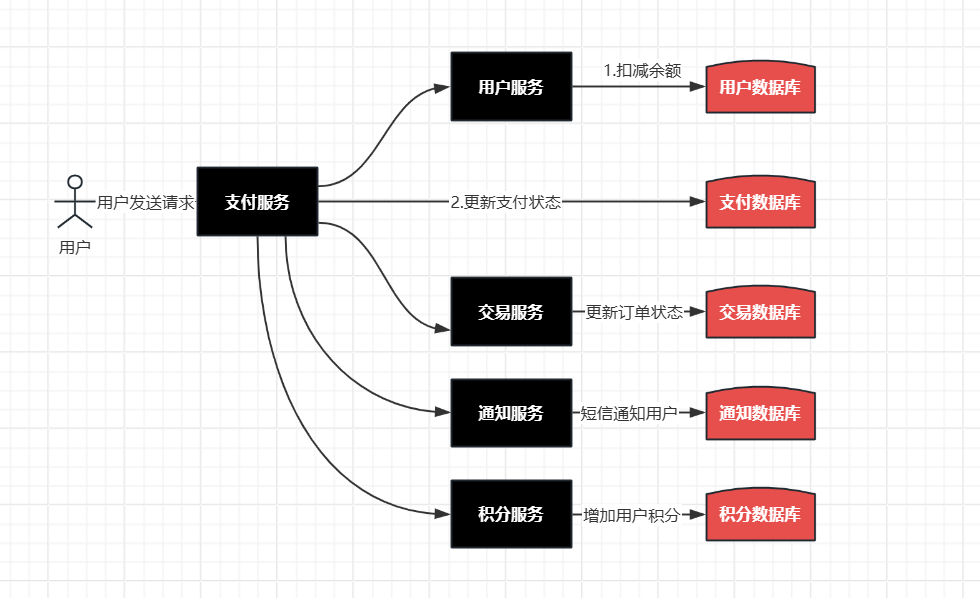 用户服务
1.扣减余额
用户数据库
用户发送请求
支付服务
2.更新支付状态
支付数据库
用户
交易服务
更新订单状态
交易数据库
通知服务
短信通知用户
通知数据库
积分服务
增加用户积分
积分数据库